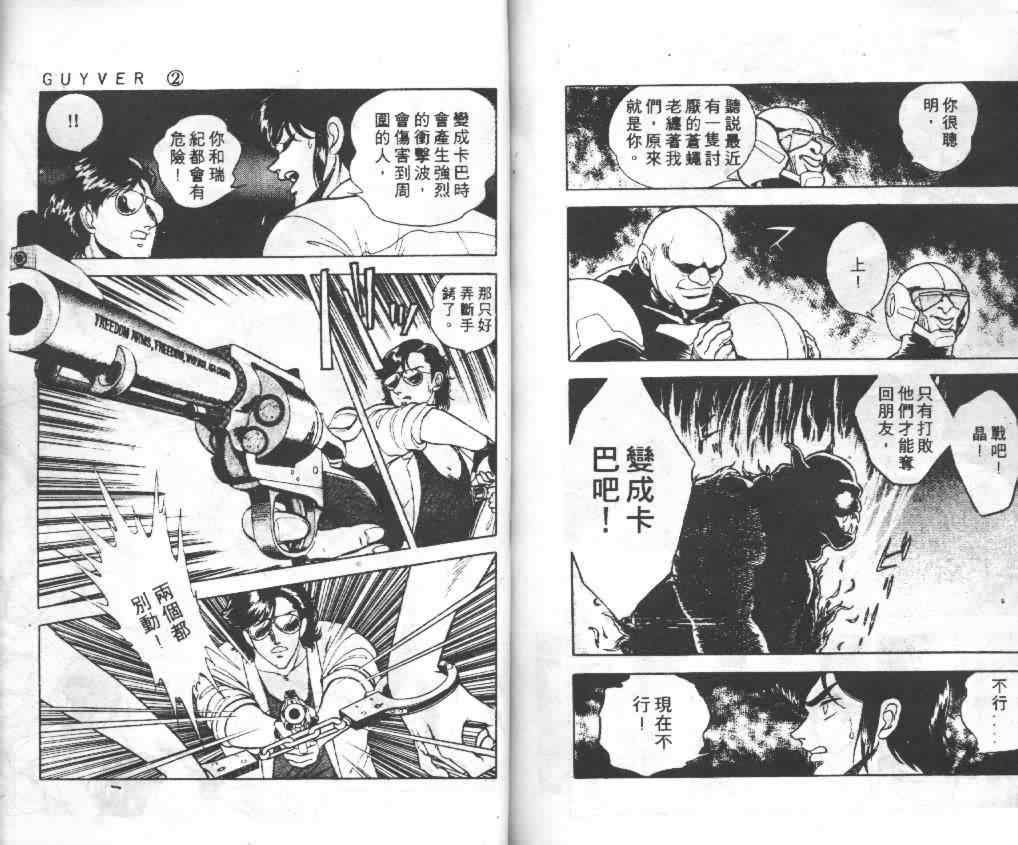 你很聰
明，
聽說最近
有一隻討
厭的蒼蠅
老纏著我
們，原來
就是你。
上！
戰吧！
晶！
只有打敗
他們才能奪
回朋友，
變成卡
巴吧！
不行....
現在不
行！
GUYVER ②
變成卡巴時
會產生強烈
的衝擊波，
會傷害到周
圍的人，
你和瑞
紀都會有
危險！
!!
那只好
弄斷手
銬了。
FREEDOM ARMS, FREEDOM,
兩個都
別動！